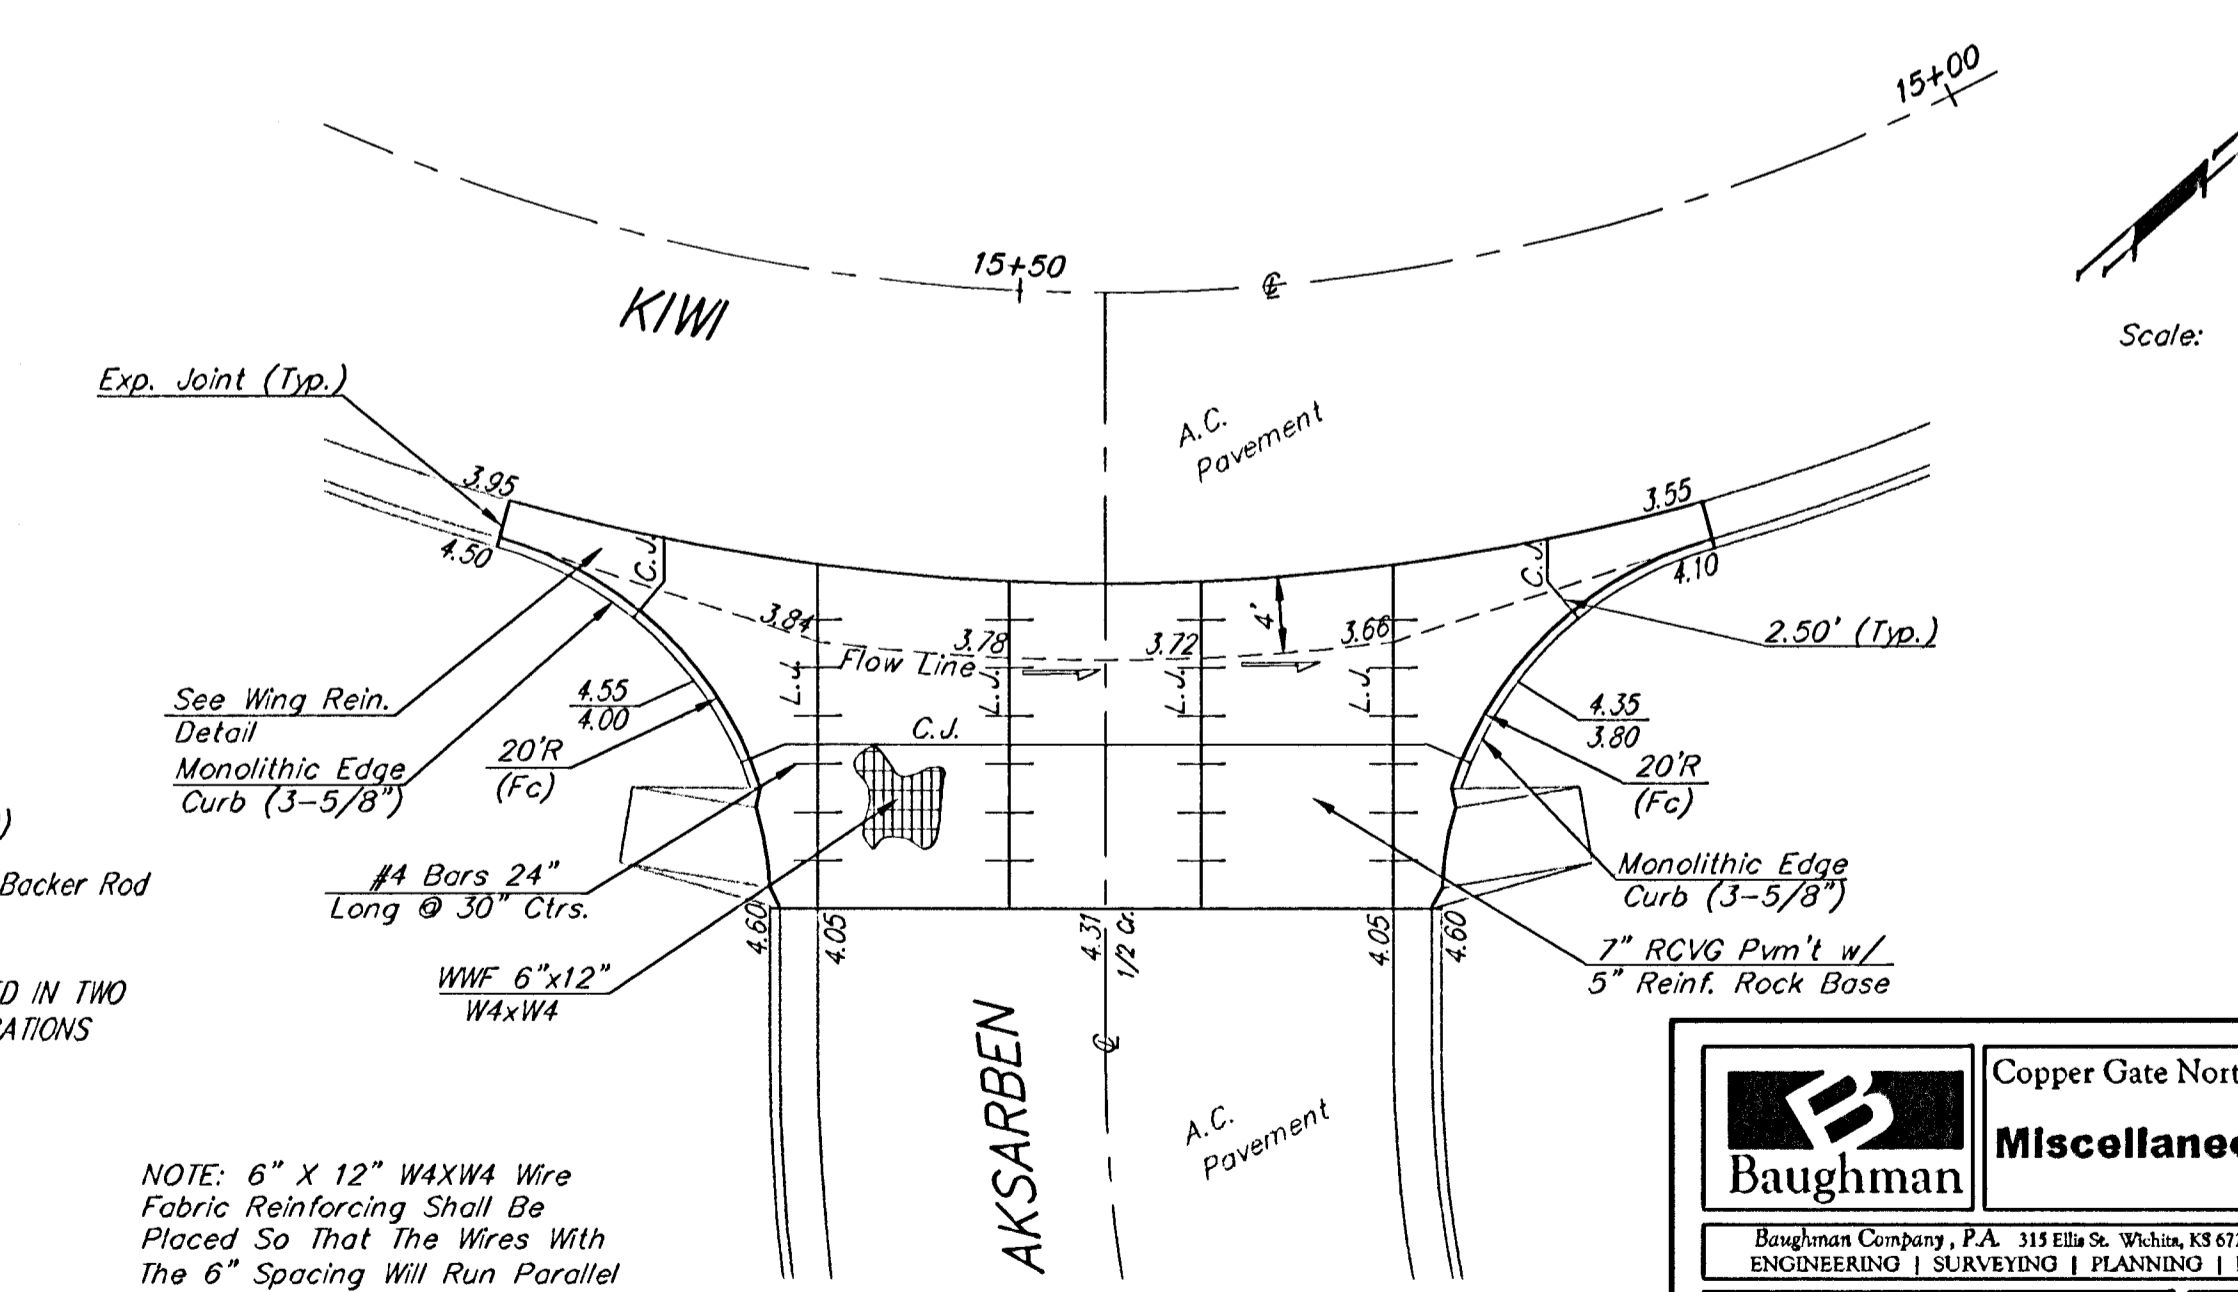 15+00
15+50
℄
KIWI
Scale:
Exp. Joint (Typ.)
A.C.
Pavement
3.95
3.55
4.50
C.J.
C.J.
4.10
3.84
3.78
3.72
3.66
4'
2.50' (Typ.)
Flow Line
L.J.
L.J.
L.J.
L.J.
See Wing Rein.
Detail
4.55
4.00
4.35
3.80
C.J.
20'R
(Fc)
20'R
(Fc)
Monolithic Edge
Curb (3-5/8")
Monolithic Edge
Curb (3-5/8")
)
Backer Rod
#4 Bars 24"
Long @ 30" Ctrs.
4.60
4.05
4.31
1/2 Cr.
4.05
4.60
7" RCVG Pvm't w/
5" Reinf. Rock Base
WWF 6"x12"
W4xW4
D IN TWO
ATIONS
℄
AKSARBEN
A.C.
Pavement
NOTE: 6" X 12" W4XW4 Wire
Fabric Reinforcing Shall Be
Placed So That The Wires With
The 6" Spacing Will Run Parallel
B
Baughman
Copper Gate Nort
Miscellane
Baughman Company, P.A. 315 Ellis St. Wichita, KS 67
ENGINEERING | SURVEYING | PLANNING |